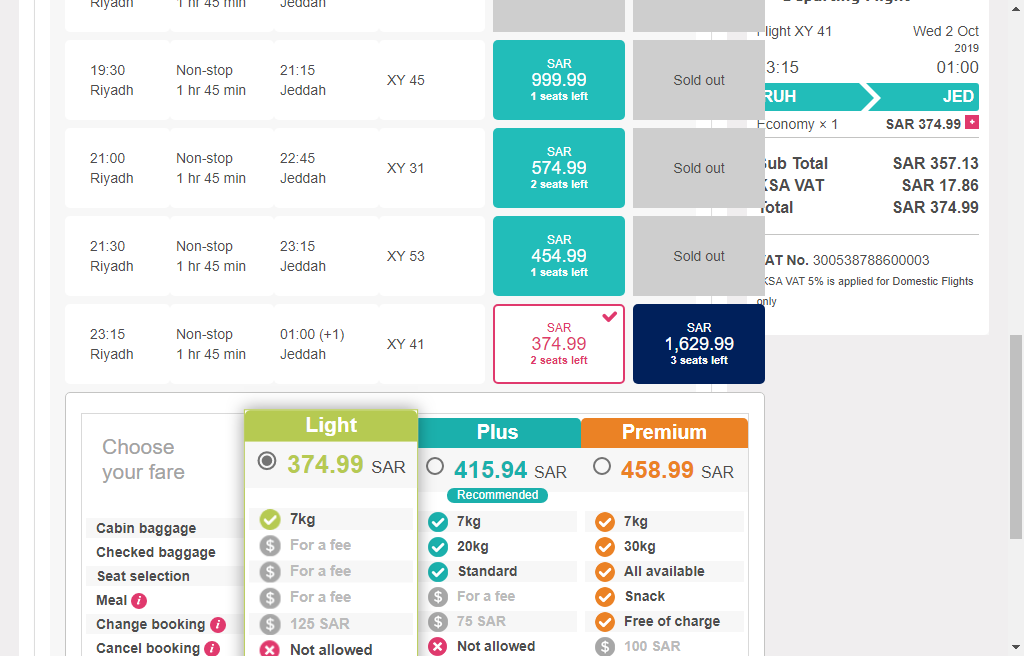 Riyadh 1 hr 45 min Jeddah
19:30 Non-stop 21:15 XY 45 SAR 999.99 1 seats left Sold out
Riyadh 1 hr 45 min Jeddah
21:00 Non-stop 22:45 XY 31 SAR 574.99 2 seats left Sold out
Riyadh 1 hr 45 min Jeddah
21:30 Non-stop 23:15 XY 53 SAR 454.99 1 seats left Sold out
Riyadh 1 hr 45 min Jeddah
23:15 Non-stop 01:00 (+1) XY 41 SAR 374.99 2 seats left SAR 1,629.99 3 seats left
Riyadh 1 hr 45 min Jeddah
Flight XY 41 Wed 2 Oct
2019
01:00
RUH JED
Economy × 1 SAR 374.99 +
Sub Total SAR 357.13
KSA VAT SAR 17.86
Total SAR 374.99
VAT No. 300538788600003
KSA VAT 5% is applied for Domestic Flights
only
Choose
your fare
Light Plus Premium
374.99 SAR 415.94 SAR 458.99 SAR
Recommended
Cabin baggage 7kg 7kg 7kg
Checked baggage For a fee 20kg 30kg
Seat selection For a fee Standard All available
Meal i For a fee For a fee Snack
Change booking i 125 SAR 75 SAR Free of charge
Cancel booking i Not allowed Not allowed 100 SAR